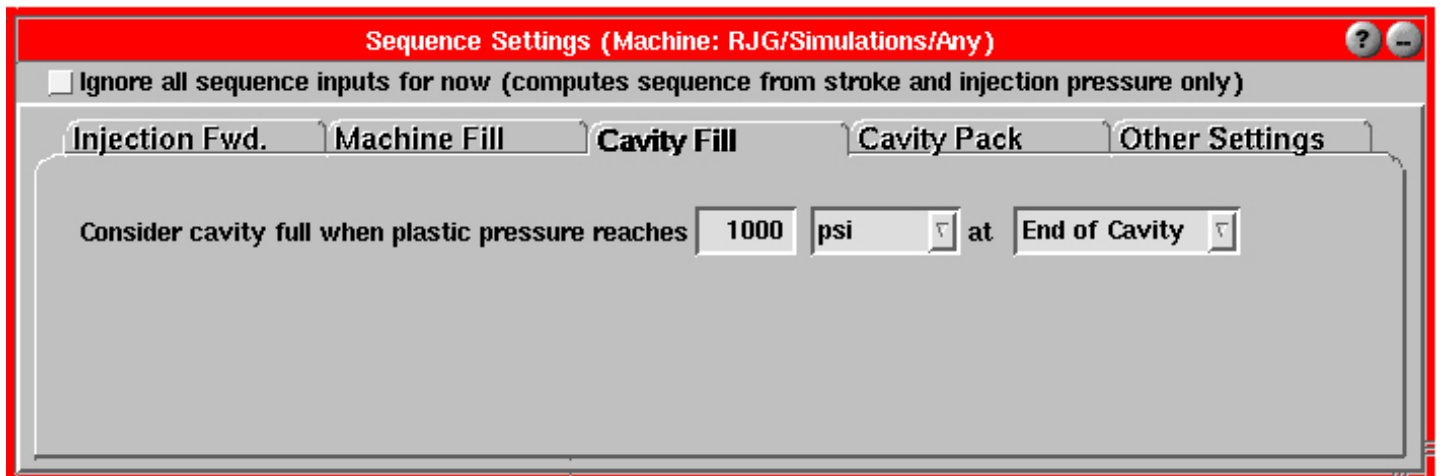 Sequence Settings (Machine: RJG/Simulations/Any)
?
Ignore all sequence inputs for now (computes sequence from stroke and injection pressure only)
Injection Fwd. Machine Fill Cavity Fill Cavity Pack Other Settings
Consider cavity full when plastic pressure reaches 1000 psi at End of Cavity